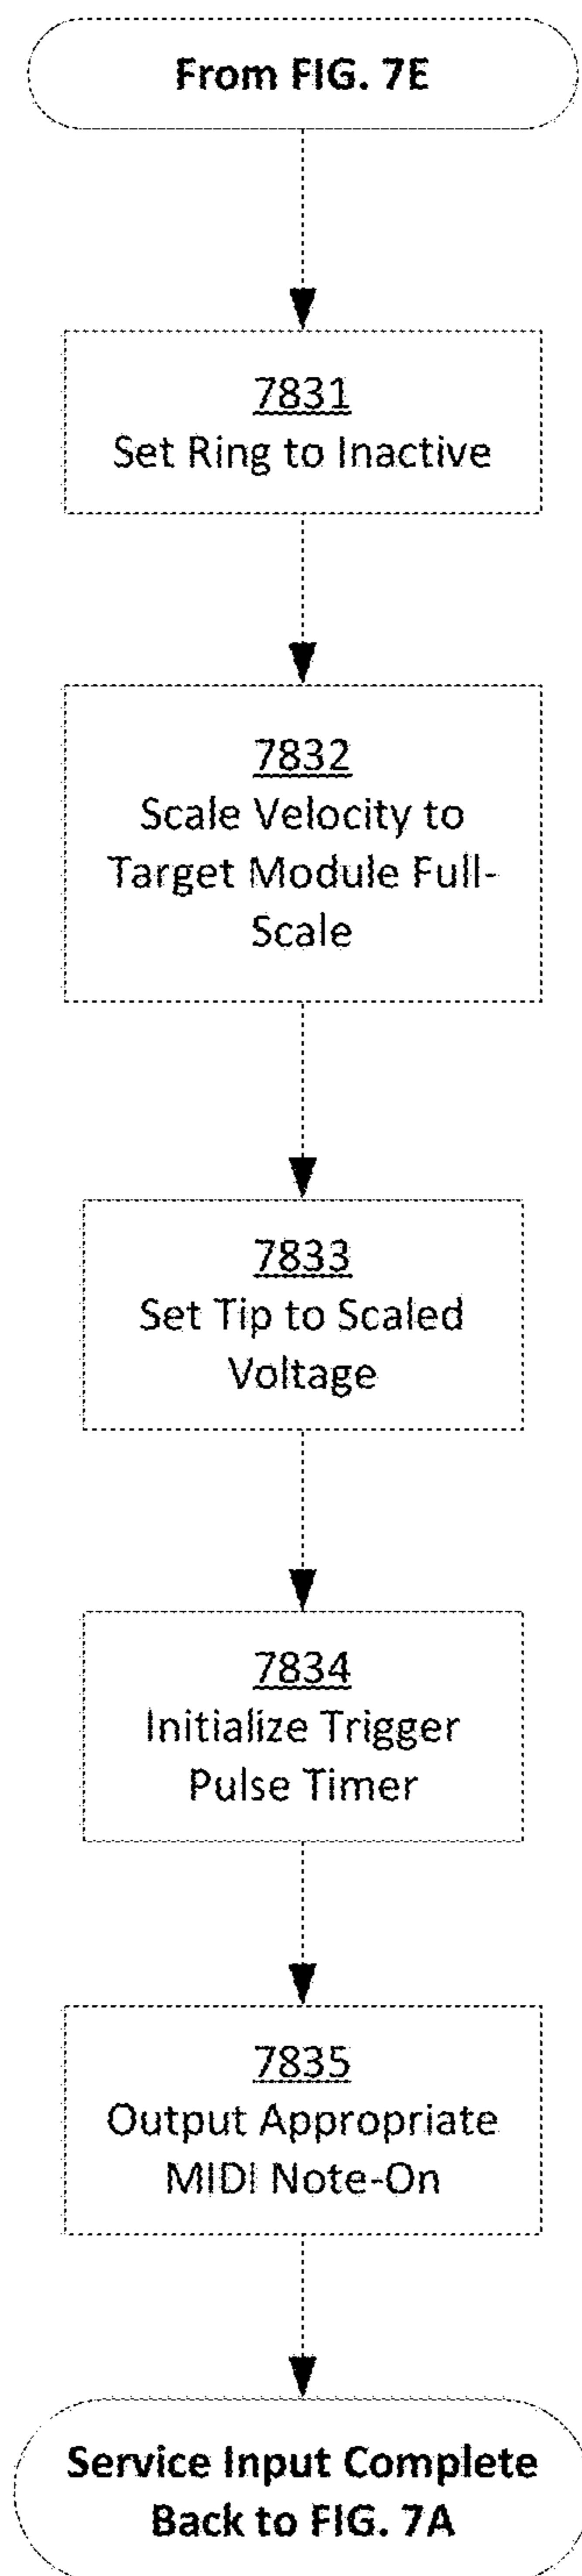 From FIG. 7E
7831
Set Ring to Inactive
7832
Scale Velocity to
Target Module Full-
Scale
7833
Set Tip to Scaled
Voltage
7834
Initialize Trigger
Pulse Timer
7835
Output Appropriate
MIDI Note-On
Service Input Complete
Back to FIG. 7A